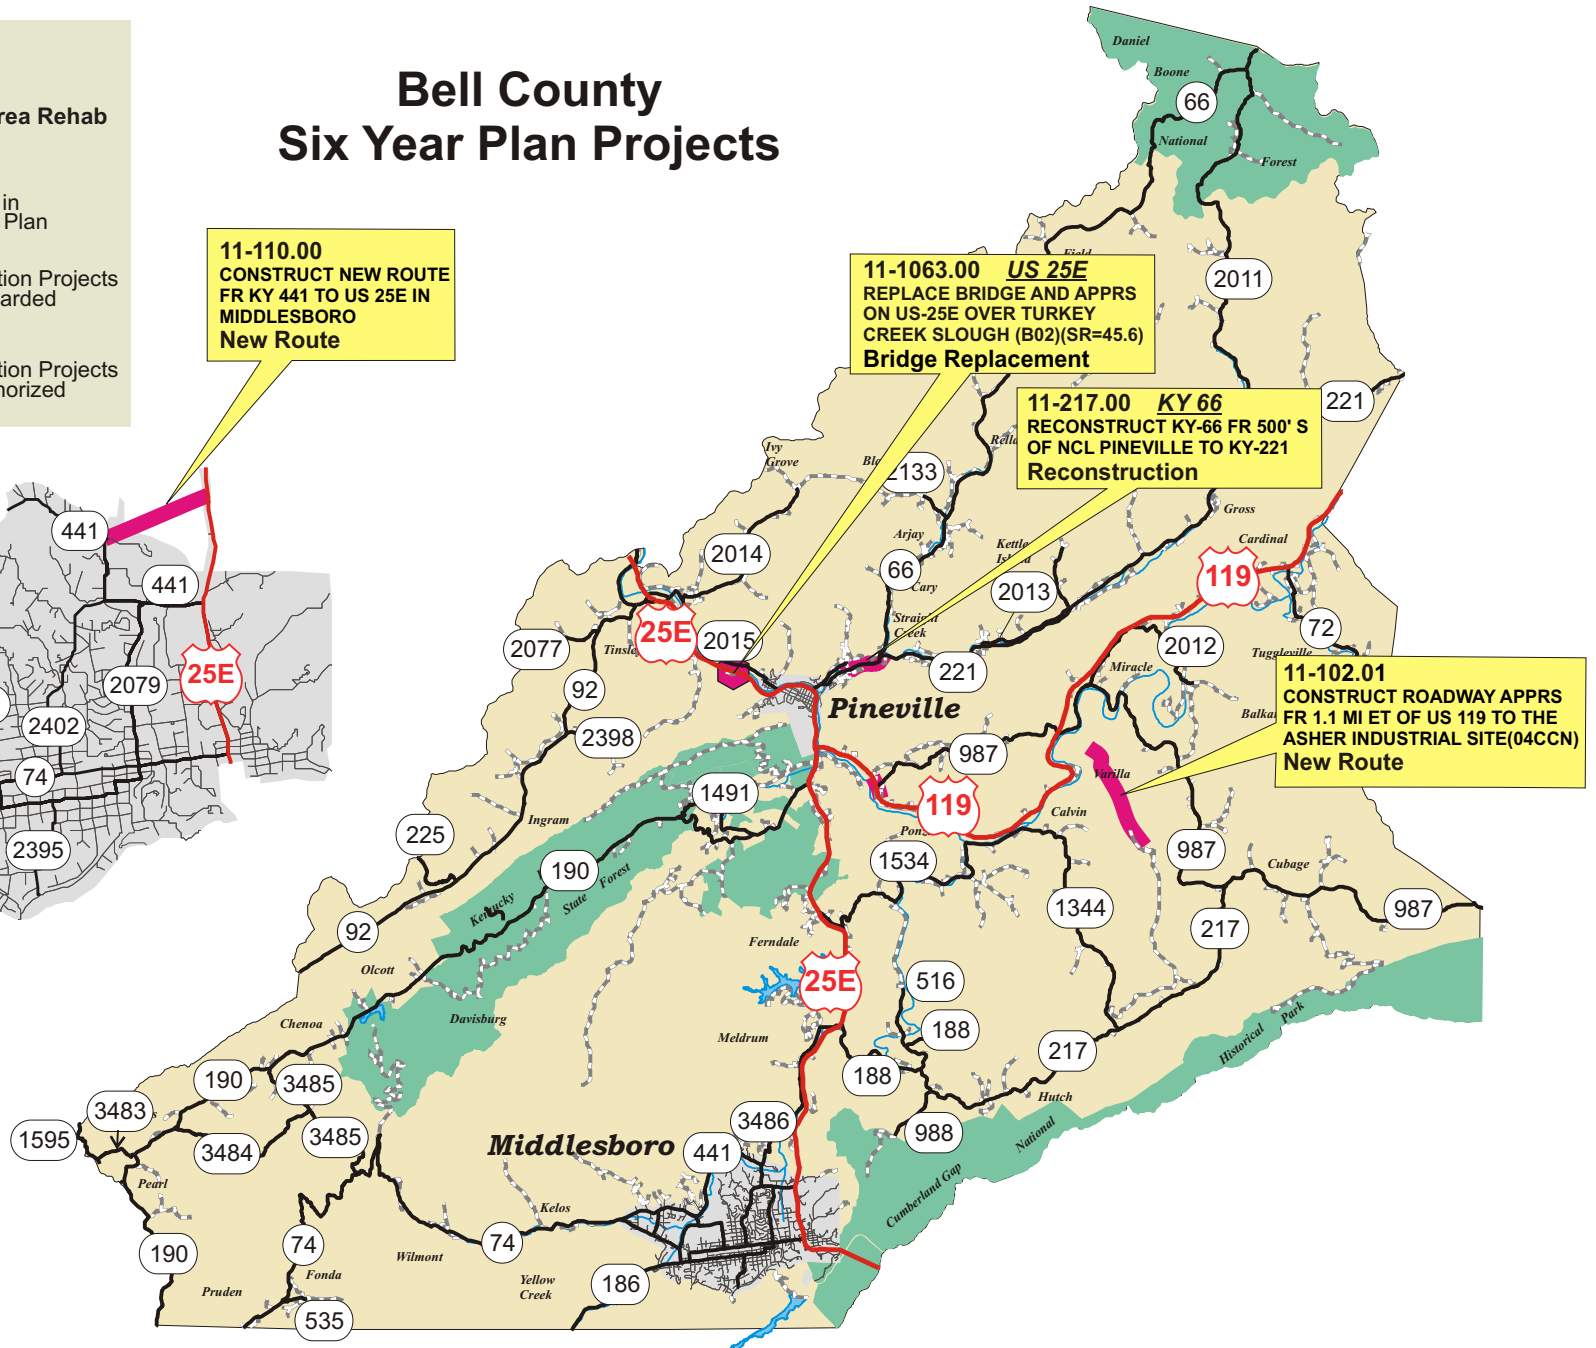 Bell County
Six Year Plan Projects
rea Rehab
in
Plan
tion Projects
arded
tion Projects
horized
11-110.00
CONSTRUCT NEW ROUTE
FR KY 441 TO US 25E IN
MIDDLESBORO
New Route
11-1063.00 US 25E
REPLACE BRIDGE AND APPRS
ON US-25E OVER TURKEY
CREEK SLOUGH (B02)(SR=45.6)
Bridge Replacement
11-217.00 KY 66
RECONSTRUCT KY-66 FR 500' S
OF NCL PINEVILLE TO KY-221
Reconstruction
11-102.01
CONSTRUCT ROADWAY APPRS
FR 1.1 MI ET OF US 119 TO THE
ASHER INDUSTRIAL SITE(04CCN)
New Route
Daniel
Boone
66
National
Forest
2011
221
Ivy
Grove
2133
Gross
Cardinal
119
72
Arjay
Kettle
66
Cary
2013
Creek
2014
25E
2015
2077
92
2398
221
2012
Miracle
Tuggleville
Pineville
987
119
Varilla
Calvin
1491
Ingram
225
190
Kentucky
State
Forest
92
1534
987
Cubage
987
1344
217
Ferndale
25E
516
188
Olcott
Chenoa
Davisburg
Meldrum
188
217
Hutch
988
Historical
Park
National
Cumberland Gap
190
3485
3483
1595
3484
3485
Pearl
190
Middlesboro
441
3486
Kelos
74
74
Wilmont
Fonda
Pruden
535
Yellow
Creek
186
441
441
2079
25E
2402
74
2395